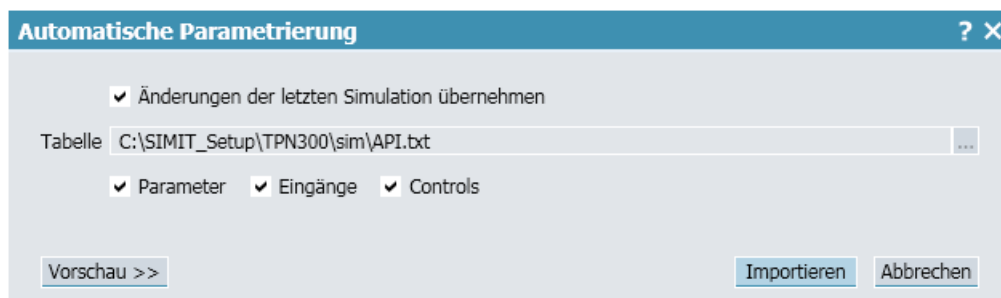 Automatische Parametrierung ? ×
Änderungen der letzten Simulation übernehmen
Tabelle C:\SIMIT_Setup\TPN300\sim\API.txt ...
Parameter Eingänge Controls
Vorschau >> Importieren Abbrechen